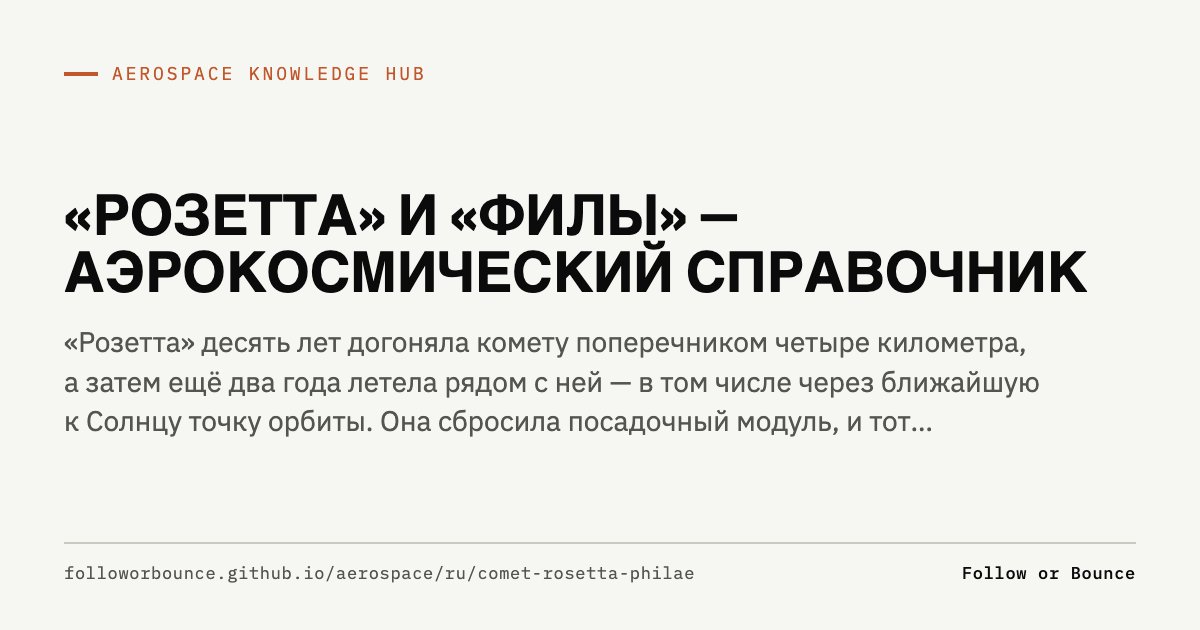 AEROSPACE KNOWLEDGE HUB
«РОЗЕТТА» И «ФИЛЫ» —
АЭРОКОСМИЧЕСКИЙ СПРАВОЧНИК
«Розетта» десять лет догоняла комету поперечником четыре километра,
а затем ещё два года летела рядом с ней — в том числе через ближайшую
к Солнцу точку орбиты. Она сбросила посадочный модуль, и тот…
followorbounce.github.io/aerospace/ru/comet-rosetta-philae
Follow or Bounce